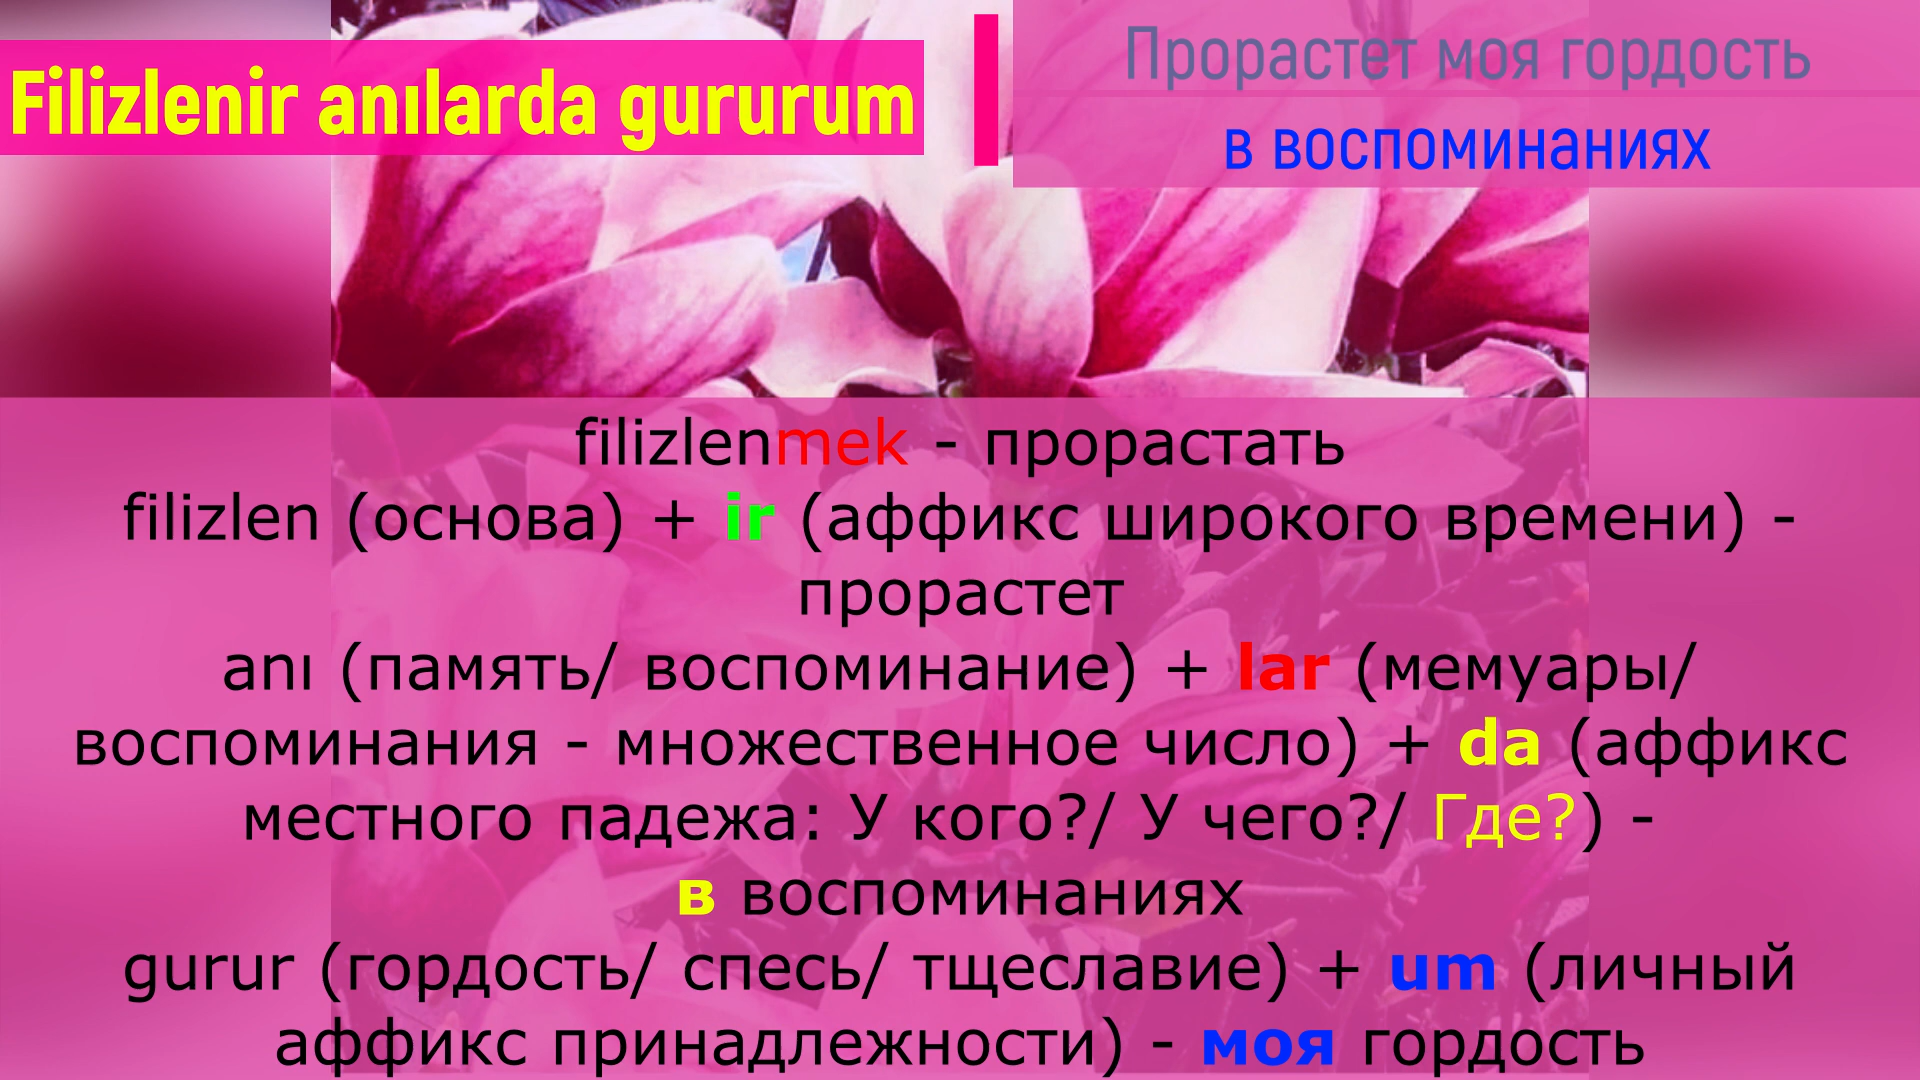 Filizlenir anılarda gururum
Прорастет моя гордость
в воспоминаниях
filizlenmek - прорастать
filizlen (основа) + ir (аффикс широкого времени) -
прорастет
anı (память/ воспоминание) + lar (мемуары/
воспоминания - множественное число) + da (аффикс
местного падежа: У кого?/ У чего?/ Где?) -
в воспоминаниях
gurur (гордость/ спесь/ тщеславие) + um (личный
аффикс принадлежности) - моя гордость